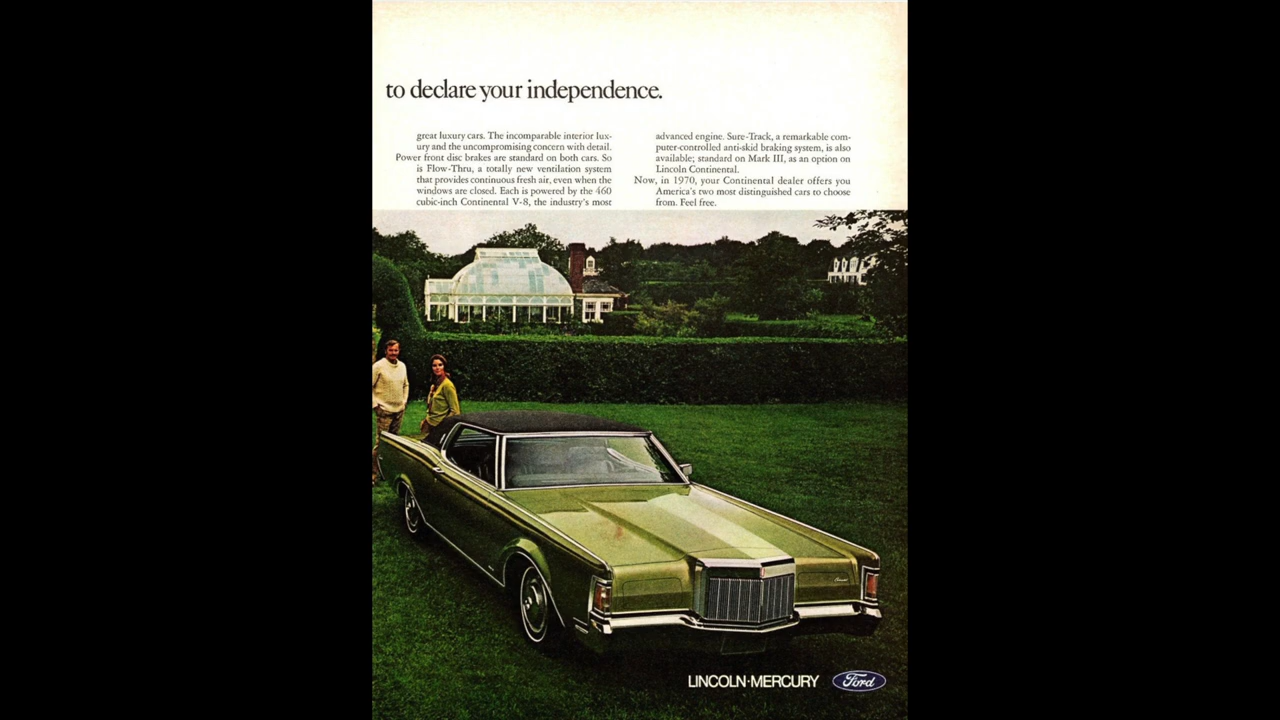 to declare your independence.
great luxury cars. The incomparable interior lux-
ury and the uncompromising concern with detail.
Power front disc brakes are standard on both cars. So
is Flow-Thru, a totally new ventilation system
that provides continuous fresh air, even when the
windows are closed. Each is powered by the 460
cubic-inch Continental V-8, the industry's most
advanced engine. Sure-Track, a remarkable com-
puter-controlled anti-skid braking system, is also
available; standard on Mark III, as an option on
Lincoln Continental.
Now, in 1970, your Continental dealer offers you
America's two most distinguished cars to choose
from. Feel free.
LINCOLN·MERCURY
Ford